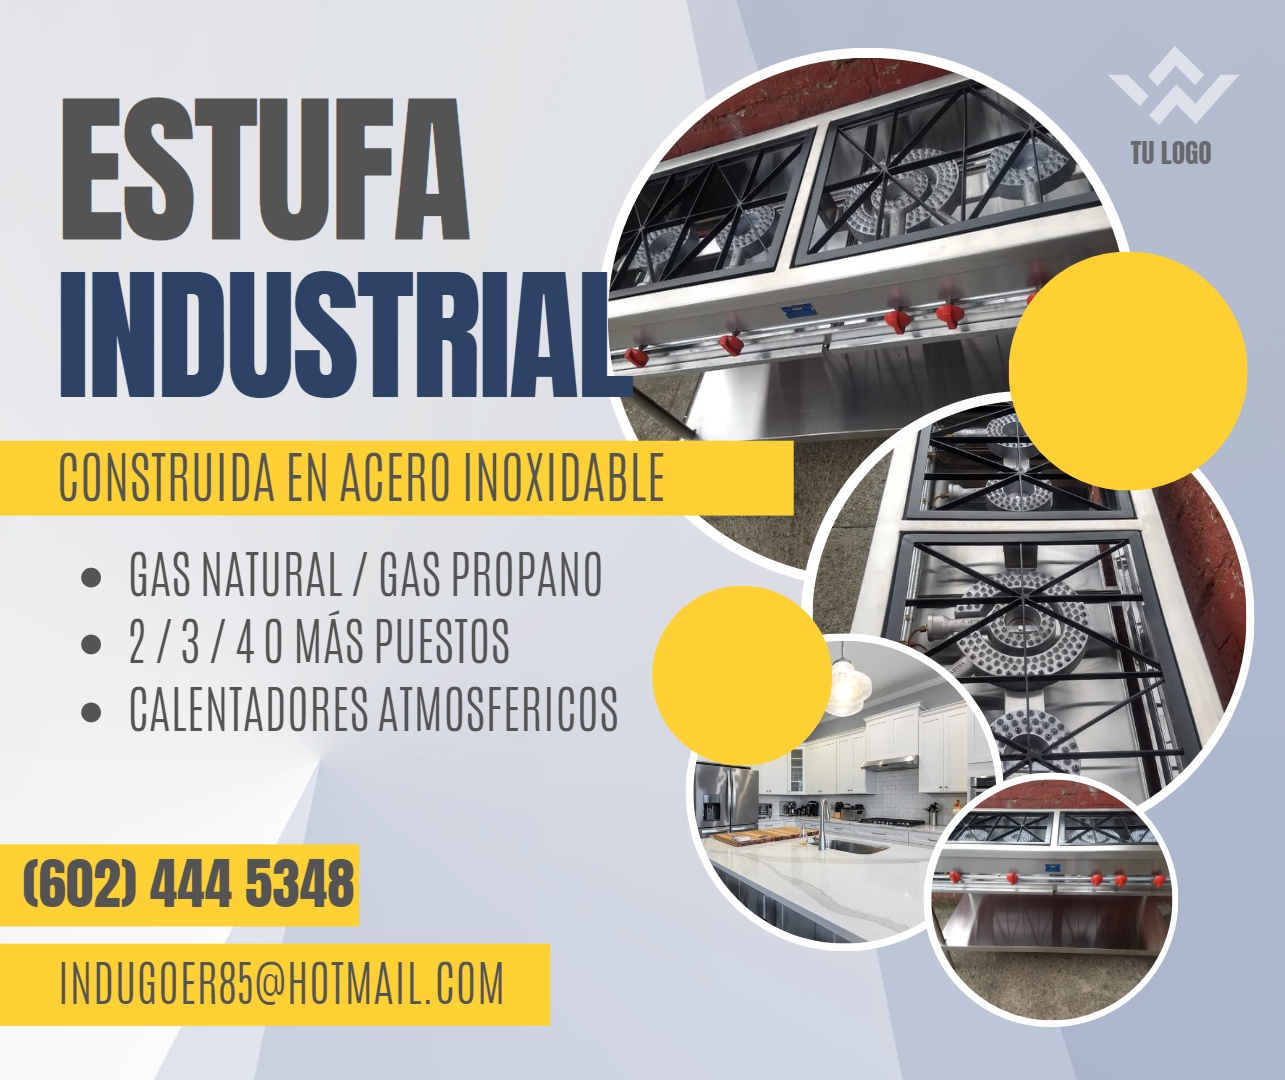 ESTUFA
INDUSTRIAL
TU LOGO
CONSTRUIDA EN ACERO INOXIDABLE
• GAS NATURAL / GAS PROPANO
• 2 / 3 / 4 O MÁS PUESTOS
• CALENTADORES ATMOSFERICOS
(602) 444 5348
INDUGOER85@HOTMAIL.COM